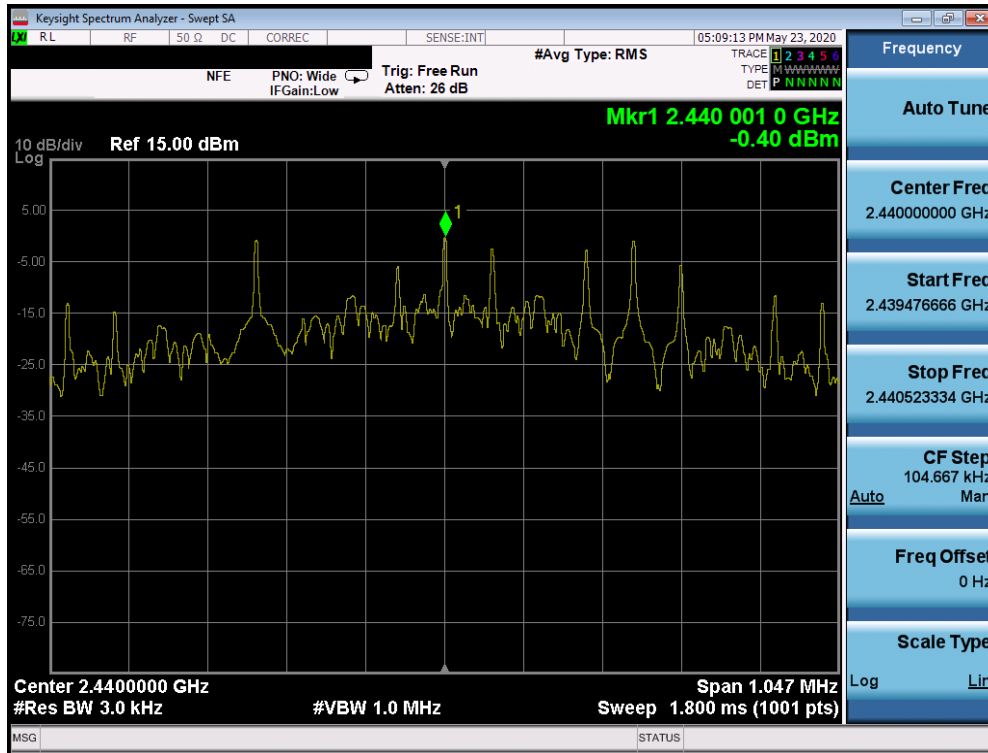 Keysight Spectrum Analyzer - Swept SA
LXI RL RF 50 Ω DC CORREC SENSE:INT 05:09:13 PM May 23, 2020
#Avg Type: RMS
TRACE 1 2 3 4 5 6
NFE PNO: Wide Trig: Free Run
TYPE M WWWWW
IFGain:Low Atten: 26 dB
DET P N N N N N
Mkr1 2.440 001 0 GHz
-0.40 dBm
10 dB/div Ref 15.00 dBm
Log
1
5.00
-5.00
-15.0
-25.0
-35.0
-45.0
-55.0
-65.0
-75.0
Center 2.4400000 GHz Span 1.047 MHz
#Res BW 3.0 kHz #VBW 1.0 MHz Sweep 1.800 ms (1001 pts)
MSG STATUS
Frequency
Auto Tune
Center Freq
2.440000000 GHz
Start Freq
2.439476666 GHz
Stop Freq
2.440523334 GHz
CF Step
104.667 kHz
Auto Man
Freq Offset
0 Hz
Scale Type
Log Lin